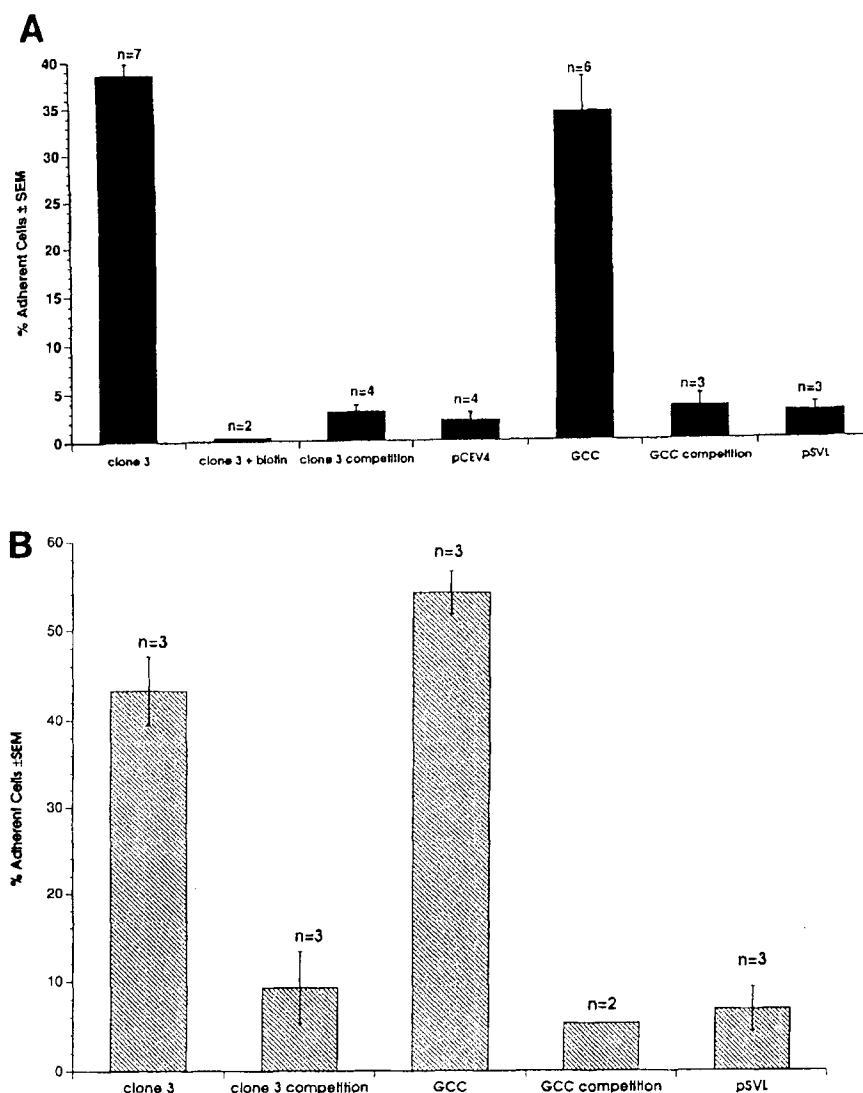 A
% Adherent Cells ± SEM
40
35
30
25
20
15
10
5
0
n=7
n=2
n=4
n=4
n=6
n=3
n=3
clone 3
clone 3 + biotin
clone 3 competition
pCEV4
GCC
GCC competition
pSVL
B
% Adherent Cells ±SEM
60
50
40
30
20
10
0
n=3
n=3
n=3
n=2
n=3
clone 3
clone 3 competition
GCC
GCC competition
pSVL